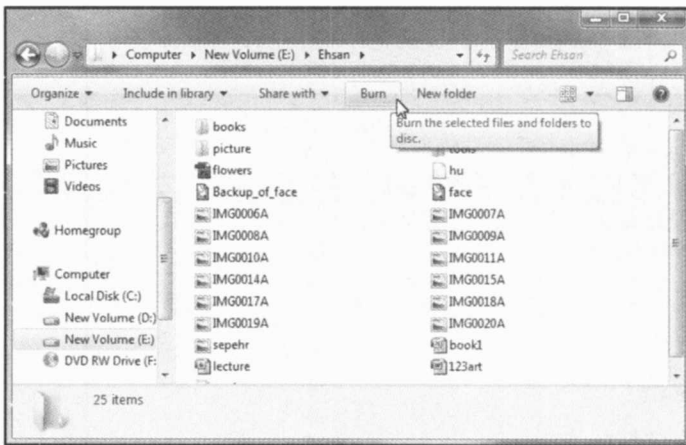 Computer ▸ New Volume (E:) ▸ Ehsan ▸
Search Ehsan
Organize Include in library Share with Burn New folder
Burn the selected files and folders to
disc.
Documents
Music
Pictures
Videos
Homegroup
Computer
Local Disk (C:)
New Volume (D:)
New Volume (E:)
DVD RW Drive (F:
books
picture tools
flowers hu
Backup_of_face face
IMG0006A IMG0007A
IMG0008A IMG0009A
IMG0010A IMG0011A
IMG0014A IMG0015A
IMG0017A IMG0018A
IMG0019A IMG0020A
sepehr book1
lecture 123art
25 items